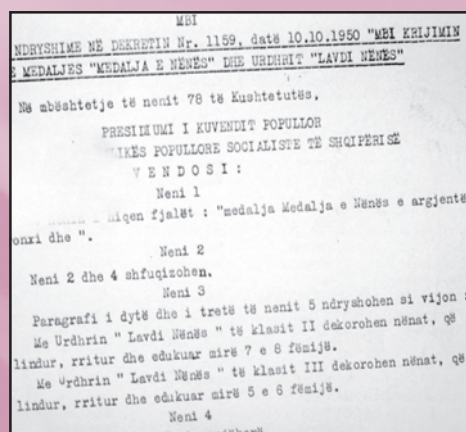 MBI
NDRYSHIME NË DEKRETIN Nr. 1159, datë 10.10.1950 "MBI KRIJIMIN
E MEDALJES "MEDALJA E NËNËS" DHE URDHRIT "LAVDI NËNËS"
Në mbështetje të nenit 78 të Kushtetutës,
PRESIDIUMI I KUVENDIT POPULLOR
LIKËS POPULLORE SOCIALISTE TË SHQIPËRISË
VENDOSI:
Neni 1
hiqen fjalët : "medalja Medalja e Nënës e argjentë
onxi dhe ".
Neni 2
Neni 2 dhe 4 shfuqizohen.
Neni 3
Paragrafi i dytë dhe i tretë të nenit 5 ndryshohen si vijon :
Me Urdhrin " Lavdi Nënës " të klasit II dekorohen nënat, që
lindur, rritur dhe edukuar mirë 7 e 8 fëmijë.
Me Urdhrin " Lavdi Nënës " të klasit III dekorohen nënat, që
lindur, rritur dhe edukuar mirë 5 e 6 fëmijë.
Neni 4